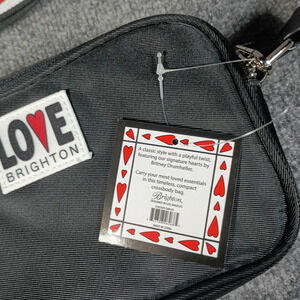 LOVE
BRIGHTON
A classic style with a playful twist,
featuring our signature hearts by
Britney Drumheller.
Carry your most loved essentials
in this timeless, compact
crossbody bag.
Brighton